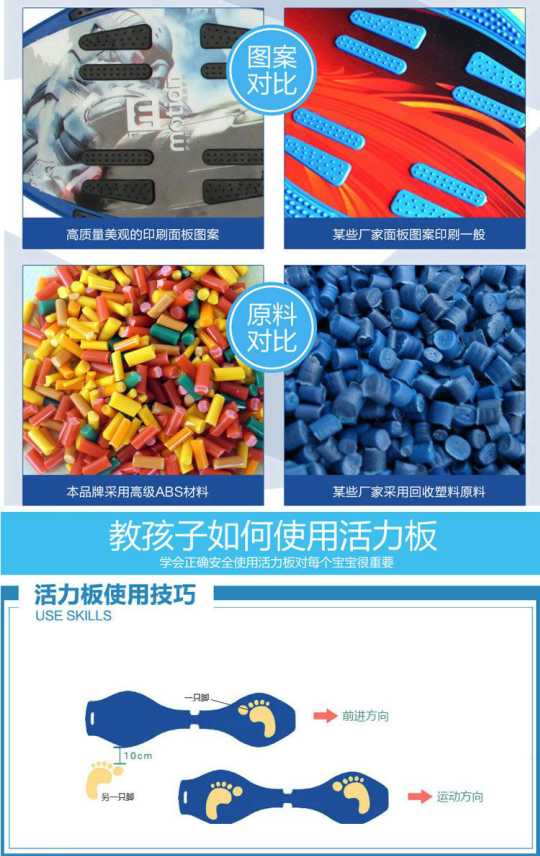 图案
对比
motion
高质量美观的印刷面板图案
某些厂家面板图案印刷一般
原料
对比
本品牌采用高级ABS材料
某些厂家采用回收塑料原料
教孩子如何使用活力板
学会正确安全使用活力板对每个宝宝很重要
活力板使用技巧
USE SKILLS
一只脚
前进方向
10cm
另一只脚
运动方向